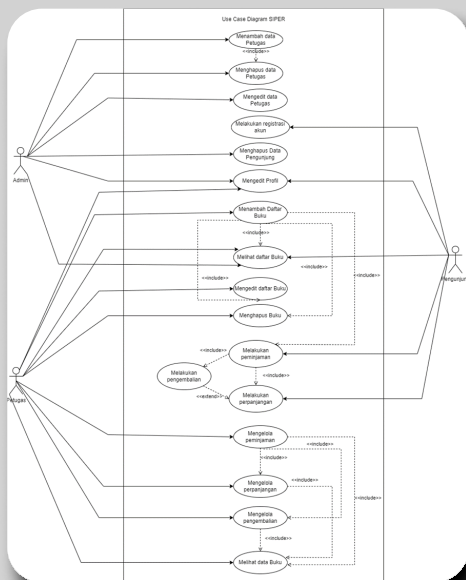 Use Case Diagram SIPER
Menambah data
Petugas
<<include>>
Menghapus data
Petugas
Mengedit data
Petugas
Melakukan registrasi
akun
Menghapus Data
Pengunjung
Admin
Mengedit Profil
Menambah Daftar
Buku
<<include>>
Melihat daftar Buku
Pengunjun
<<include>>
<<include>>
<<include>>
Mengedit daftar Buku
Menghapus Buku
<<include>>
Melakukan
peminjaman
Melakukan
pengembalian
<<include>>
<<extend>>
Melakukan
perpanjangan
Petugas
Mengelola
peminjaman
<<include>>
<<include>>
Mengelola
perpanjangan
<<include>>
<<include>>
Mengelola
pengembalian
<<include>>
Melihat data Buku